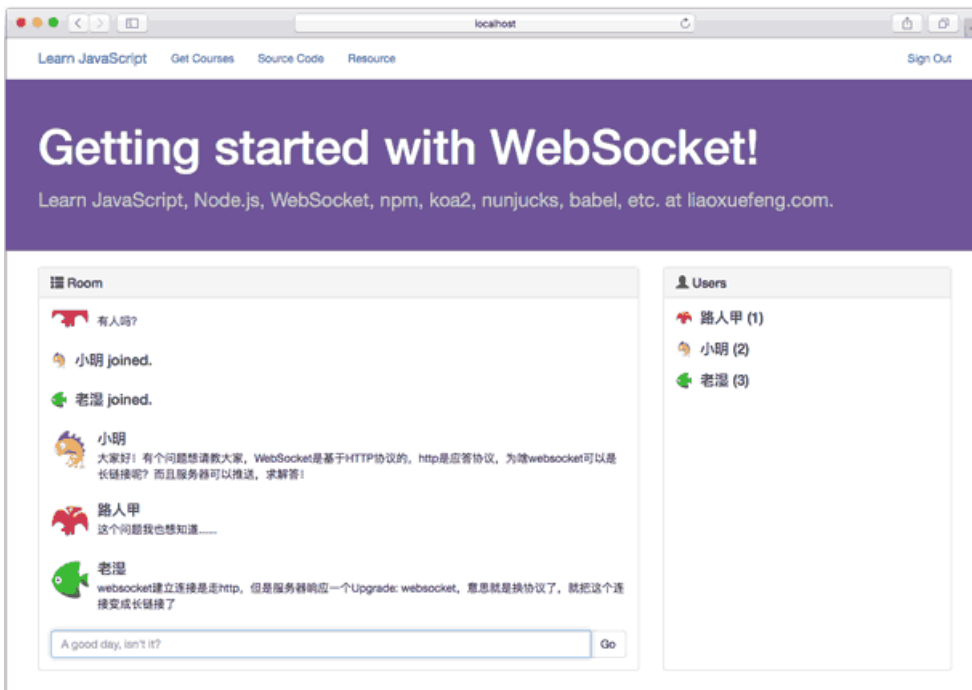 localhost
Learn JavaScript Get Courses Source Code Resource Sign Out
Getting started with WebSocket!
Learn JavaScript, Node.js, WebSocket, npm, koa2, nunjucks, babel, etc. at liaoxuefeng.com.
Room
有人吗?
小明 joined.
老湿 joined.
小明
大家好！有个问题想请教大家，WebSocket是基于HTTP协议的，http是应答协议，为啥websocket可以是
长链接呢？而且服务器可以推送，求解答！
路人甲
这个问题我也想知道……
老湿
websocket建立连接是走http，但是服务器响应一个Upgrade: websocket，意思就是换协议了，就把这个连
接变成长链接了
A good day, isn't it?
Go
Users
路人甲 (1)
小明 (2)
老湿 (3)